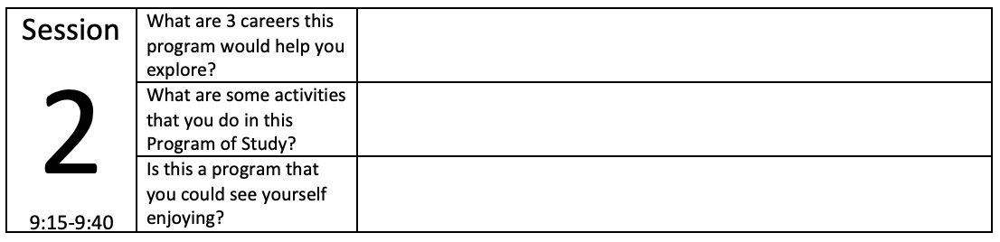 Session
2
9:15-9:40
What are 3 careers this
program would help you
explore?
What are some activities
that you do in this
Program of Study?
Is this a program that
you could see yourself
enjoying?